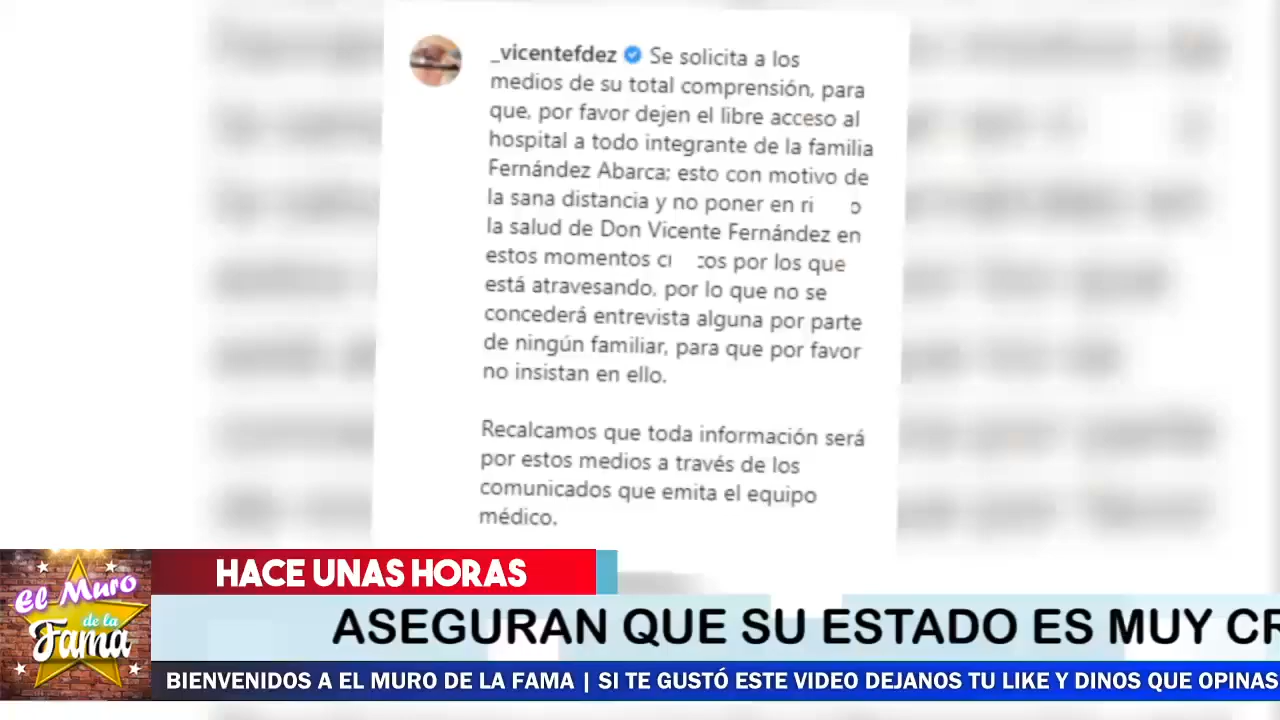 _vicentefdez Se solicita a los
medios de su total comprensión, para
que, por favor dejen el libre acceso al
hospital a todo integrante de la familia
Fernández Abarca; esto con motivo de
la sana distancia y no poner en
la salud de Don Vicente Fernández en
estos momentos por los que
está atravesando, por lo que no se
concederá entrevista alguna por parte
de ningún familiar, para que por favor
no insistan en ello.
Recalcamos que toda información será
por estos medios a través de los
comunicados que emita el equipo
médico.
HACE UNAS HORAS
El Muro
de la
Fama
ASEGURAN QUE SU ESTADO ES MUY CR
BIENVENIDOS A EL MURO DE LA FAMA | SI TE GUSTÓ ESTE VIDEO DEJANOS TU LIKE Y DINOS QUE OPINAS